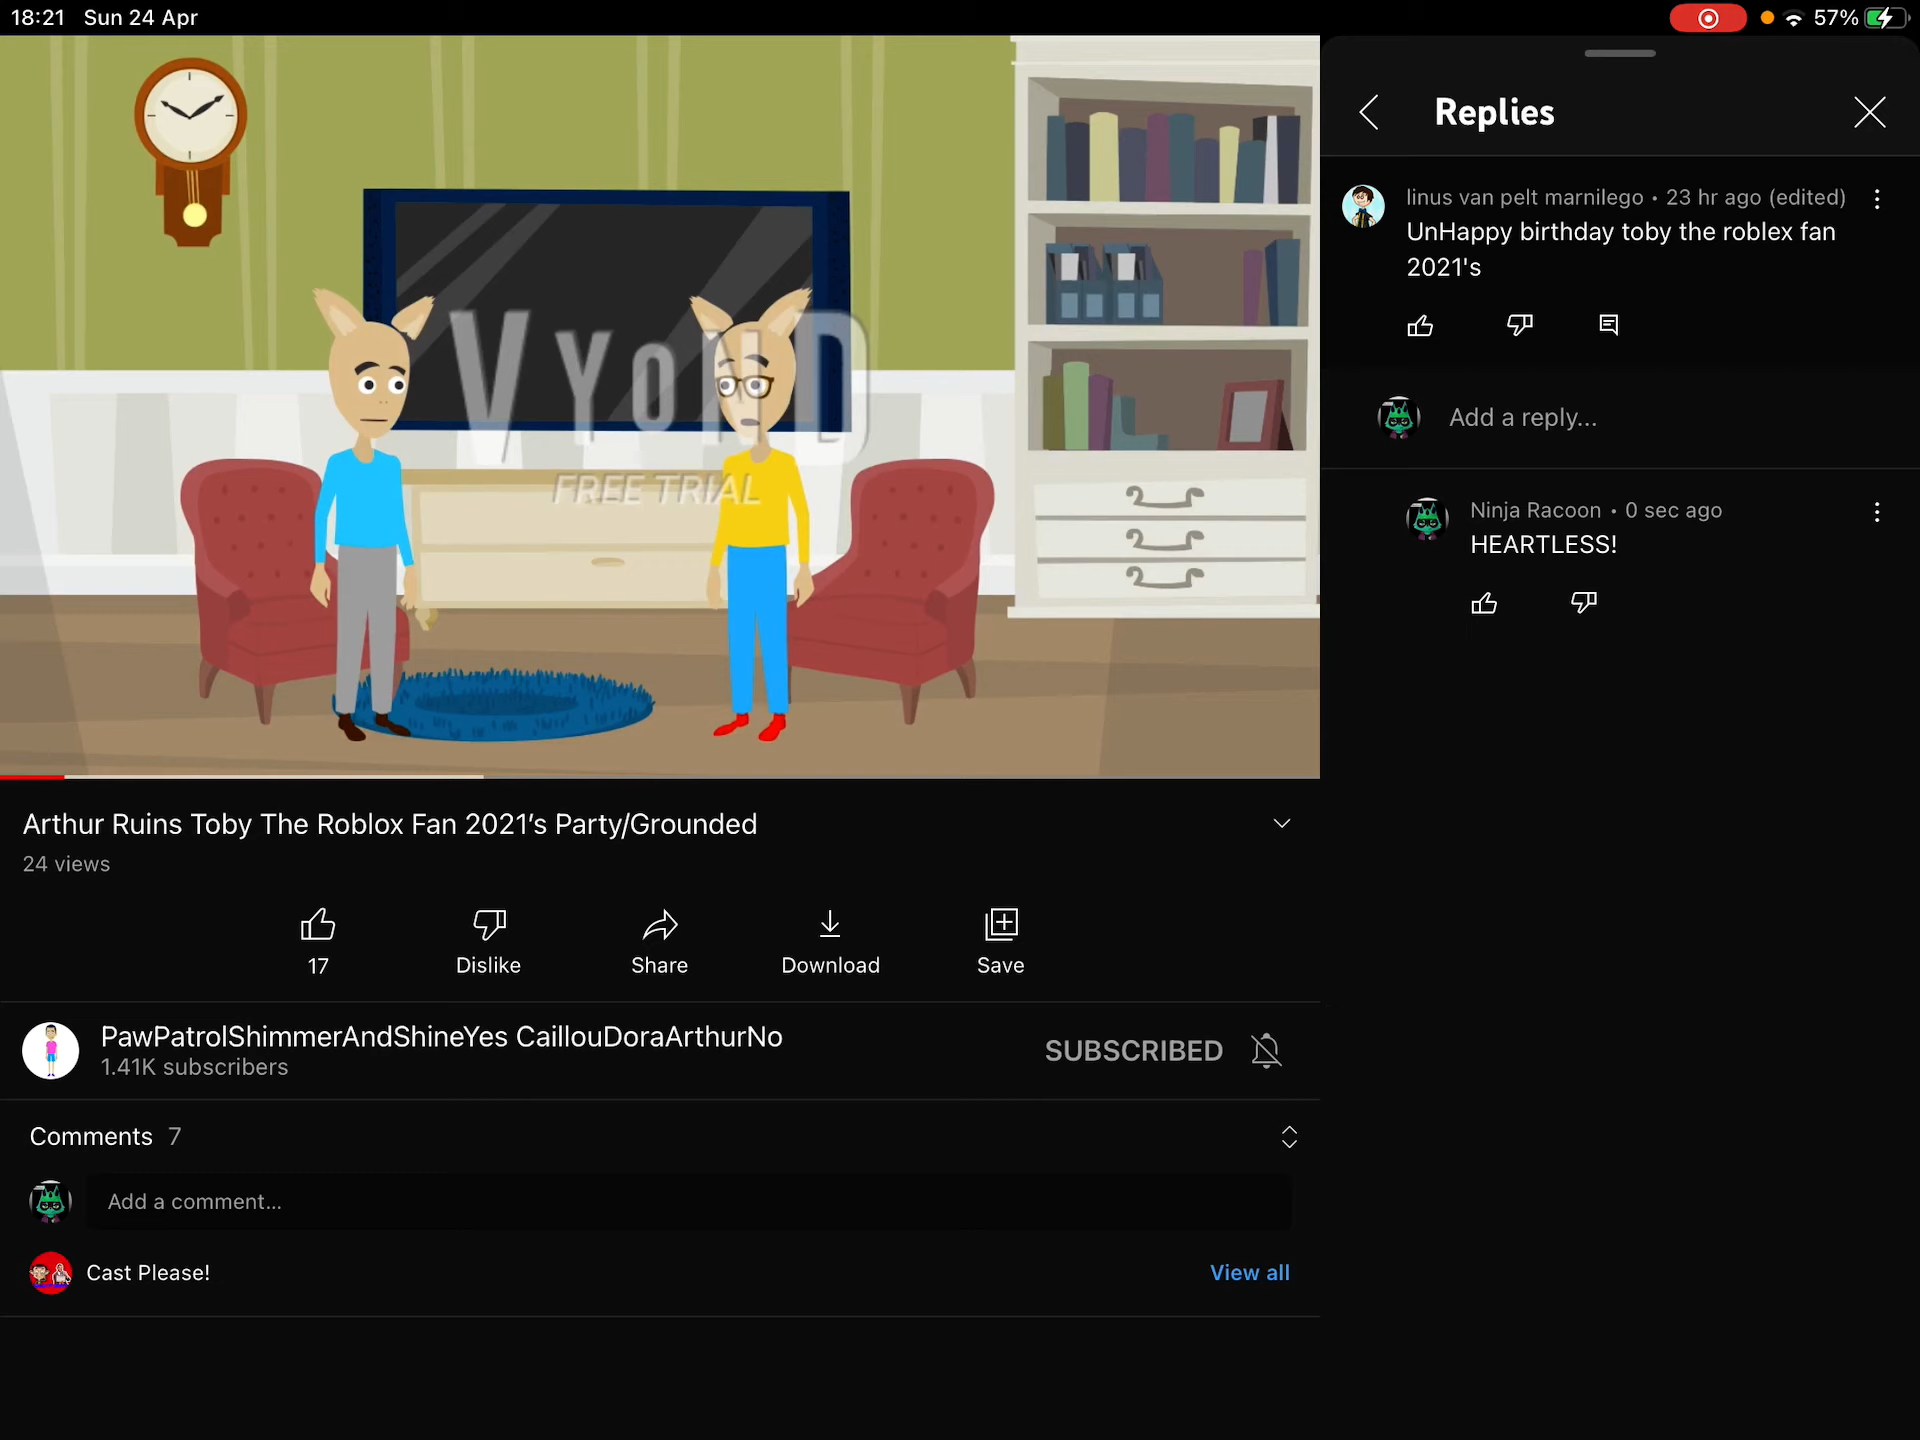 18:21 Sun 24 Apr
57%
VYOND
FREE TRIAL
Arthur Ruins Toby The Roblox Fan 2021's Party/Grounded
24 views
17
Dislike
Share
Download
Save
PawPatrolShimmerAndShineYes CaillouDoraArthurNo
1.41K subscribers
SUBSCRIBED
Comments 7
Add a comment...
Cast Please!
View all
Replies
linus van pelt marnilego • 23 hr ago (edited)
UnHappy birthday toby the roblex fan
2021's
Add a reply...
Ninja Racoon • 0 sec ago
HEARTLESS!